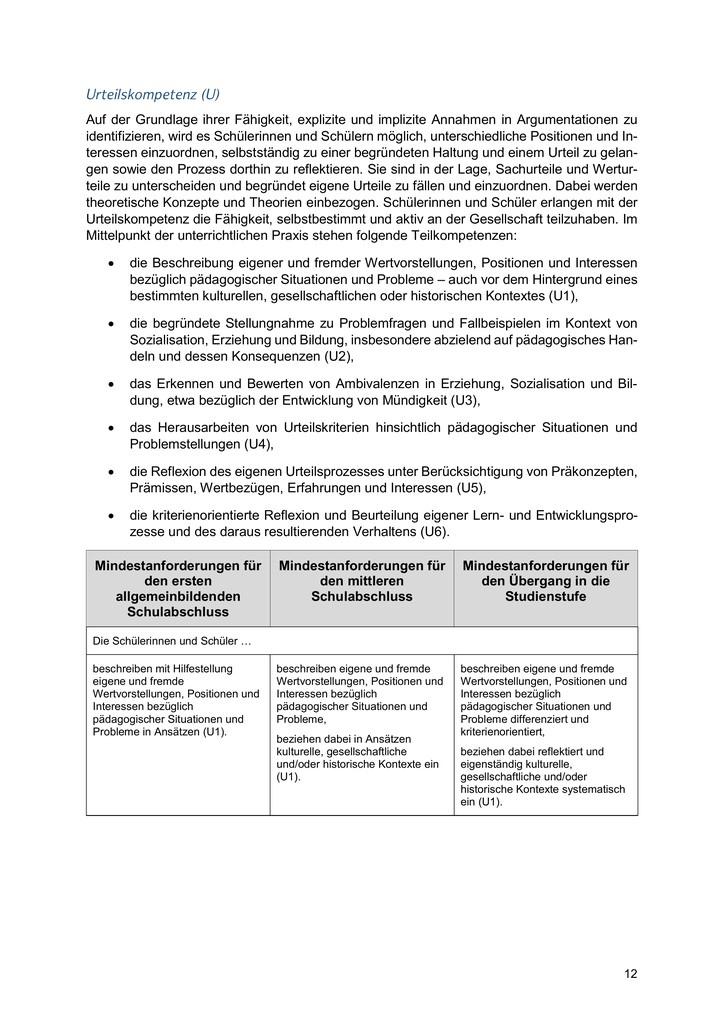 Urteilskompetenz (U)
Auf der Grundlage ihrer Fähigkeit, explizite und implizite Annahmen in Argumentationen zu
identifizieren, wird es Schülerinnen und Schülern möglich, unterschiedliche Positionen und In-
teressen einzuordnen, selbstständig zu einer begründeten Haltung und einem Urteil zu gelan-
gen sowie den Prozess dorthin zu reflektieren. Sie sind in der Lage, Sachurteile und Wertur-
teile zu unterscheiden und begründet eigene Urteile zu fällen und einzuordnen. Dabei werden
theoretische Konzepte und Theorien einbezogen. Schülerinnen und Schüler erlangen mit der
Urteilskompetenz die Fähigkeit, selbstbestimmt und aktiv an der Gesellschaft teilzuhaben. Im
Mittelpunkt der unterrichtlichen Praxis stehen folgende Teilkompetenzen:
• die Beschreibung eigener und fremder Wertvorstellungen, Positionen und Interessen
bezüglich pädagogischer Situationen und Probleme – auch vor dem Hintergrund eines
bestimmten kulturellen, gesellschaftlichen oder historischen Kontextes (U1),
• die begründete Stellungnahme zu Problemfragen und Fallbeispielen im Kontext von
Sozialisation, Erziehung und Bildung, insbesondere abzielend auf pädagogisches Han-
deln und dessen Konsequenzen (U2),
• das Erkennen und Bewerten von Ambivalenzen in Erziehung, Sozialisation und Bil-
dung, etwa bezüglich der Entwicklung von Mündigkeit (U3),
• das Herausarbeiten von Urteilskriterien hinsichtlich pädagogischer Situationen und
Problemstellungen (U4),
• die Reflexion des eigenen Urteilsprozesses unter Berücksichtigung von Präkonzepten,
Prämissen, Wertbezügen, Erfahrungen und Interessen (U5),
• die kriterienorientierte Reflexion und Beurteilung eigener Lern- und Entwicklungspro-
zesse und des daraus resultierenden Verhaltens (U6).
Mindestanforderungen für
den ersten
allgemeinbildenden
Schulabschluss
Mindestanforderungen für
den mittleren
Schulabschluss
Mindestanforderungen für
den Übergang in die
Studienstufe
Die Schülerinnen und Schüler …
beschreiben mit Hilfestellung
eigene und fremde
Wertvorstellungen, Positionen und
Interessen bezüglich
pädagogischer Situationen und
Probleme in Ansätzen (U1).
beschreiben eigene und fremde
Wertvorstellungen, Positionen und
Interessen bezüglich
pädagogischer Situationen und
Probleme,
beziehen dabei in Ansätzen
kulturelle, gesellschaftliche
und/oder historische Kontexte ein
(U1).
beschreiben eigene und fremde
Wertvorstellungen, Positionen und
Interessen bezüglich
pädagogischer Situationen und
Probleme differenziert und
kriterienorientiert,
beziehen dabei reflektiert und
eigenständig kulturelle,
gesellschaftliche und/oder
historische Kontexte systematisch
ein (U1).
12